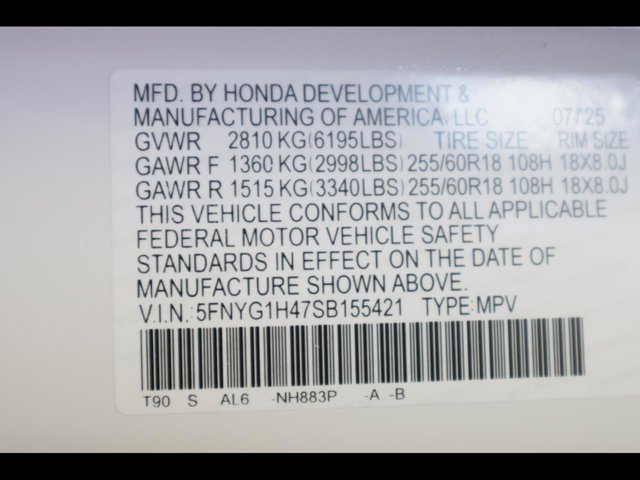 MFD. BY HONDA DEVELOPMENT &
MANUFACTURING OF AMERICA, LLC 07/25
GVWR 2810 KG(6195LBS) TIRE SIZE RIM SIZE
GAWR F 1360 KG(2998LBS) 255/60R18 108H 18X8.0J
GAWR R 1515 KG(3340LBS) 255/60R18 108H 18X8.0J
THIS VEHICLE CONFORMS TO ALL APPLICABLE
FEDERAL MOTOR VEHICLE SAFETY
STANDARDS IN EFFECT ON THE DATE OF
MANUFACTURE SHOWN ABOVE.
V.I.N.:5FNYG1H47SB155421 TYPE:MPV
T90 S AL6 -NH883P -A -B